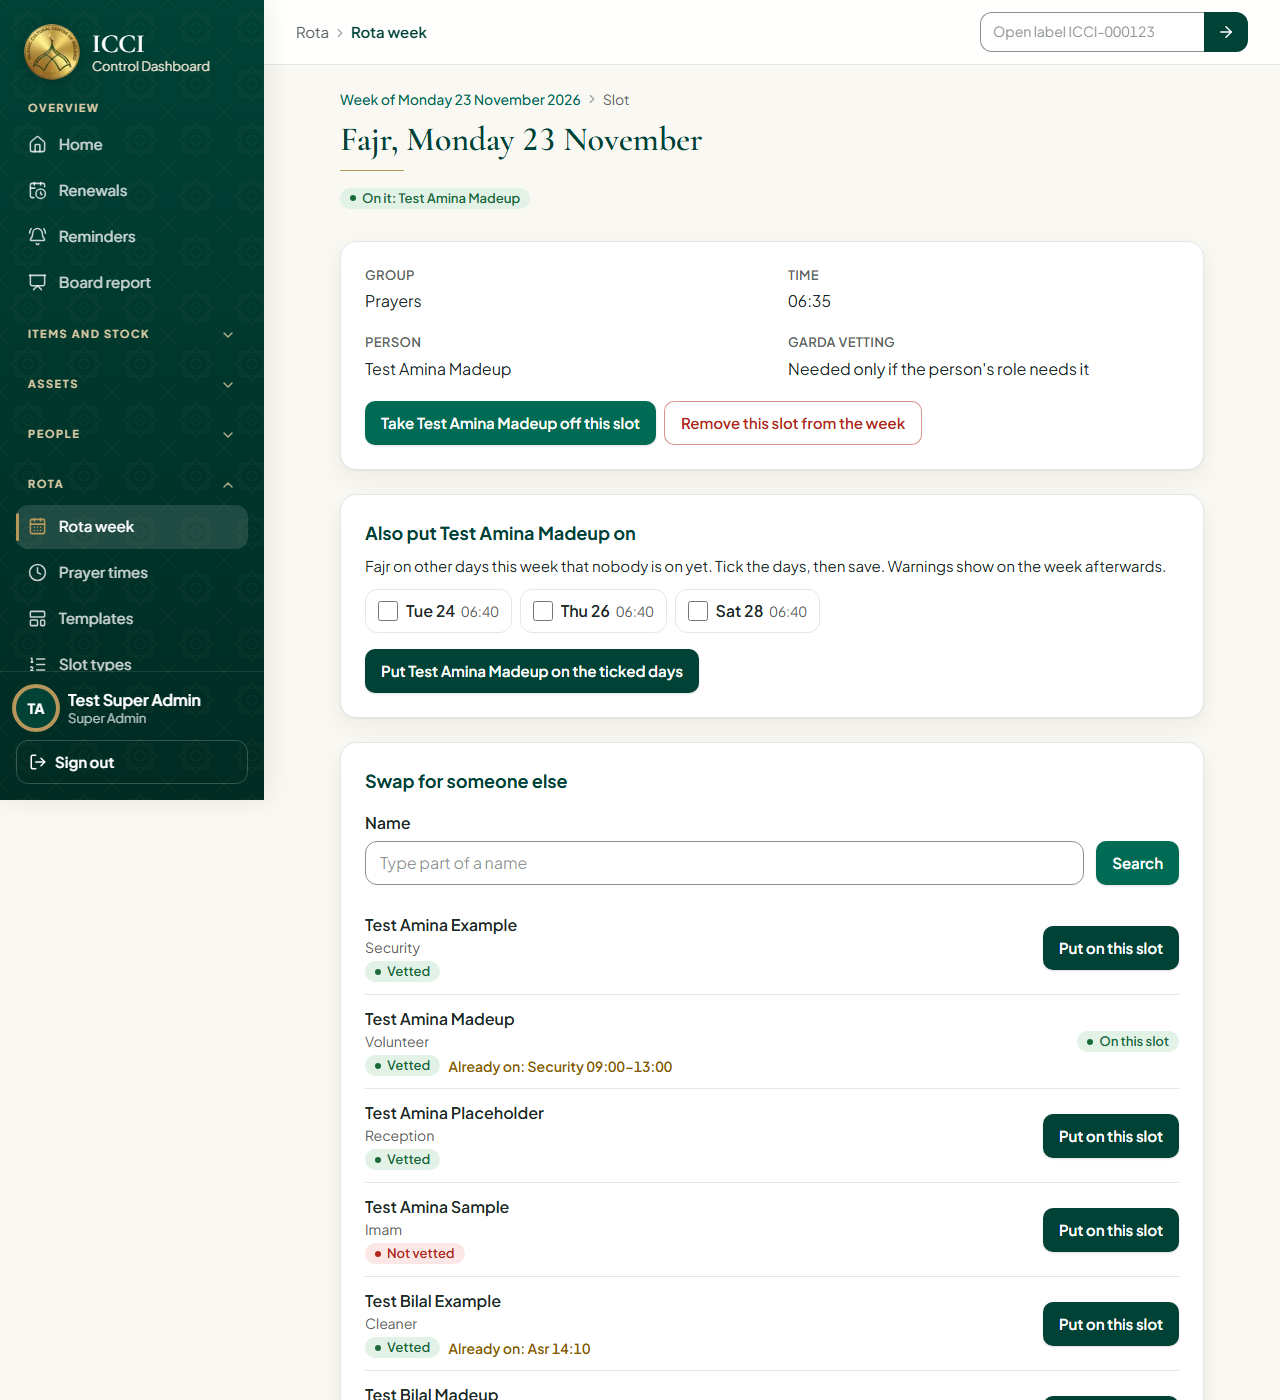 ICCI
Control Dashboard
OVERVIEW
Home
Renewals
Reminders
Board report
ITEMS AND STOCK
ASSETS
PEOPLE
ROTA
Rota week
Prayer times
Templates
Slot types
TA
Test Super Admin
Super Admin
Sign out
Rota > Rota week
Open label ICCI-000123
Week of Monday 23 November 2026 > Slot
Fajr, Monday 23 November
On it: Test Amina Madeup
GROUP
Prayers
TIME
06:35
PERSON
Test Amina Madeup
GARDA VETTING
Needed only if the person's role needs it
Take Test Amina Madeup off this slot
Remove this slot from the week
Also put Test Amina Madeup on
Fajr on other days this week that nobody is on yet. Tick the days, then save. Warnings show on the week afterwards.
Tue 24 06:40
Thu 26 06:40
Sat 28 06:40
Put Test Amina Madeup on the ticked days
Swap for someone else
Name
Type part of a name
Search
Test Amina Example
Security
Vetted
Put on this slot
Test Amina Madeup
Volunteer
Vetted
Already on: Security 09:00–13:00
On this slot
Test Amina Placeholder
Reception
Vetted
Put on this slot
Test Amina Sample
Imam
Not vetted
Put on this slot
Test Bilal Example
Cleaner
Vetted
Already on: Asr 14:10
Put on this slot
Test Bilal Madeup